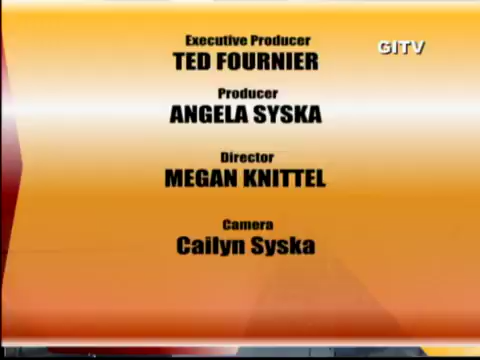 Executive Producer
GITV
TED FOURNIER
Producer
ANGELA SYSKA
Director
MEGAN KNITTEL
Camera
Cailyn Syska